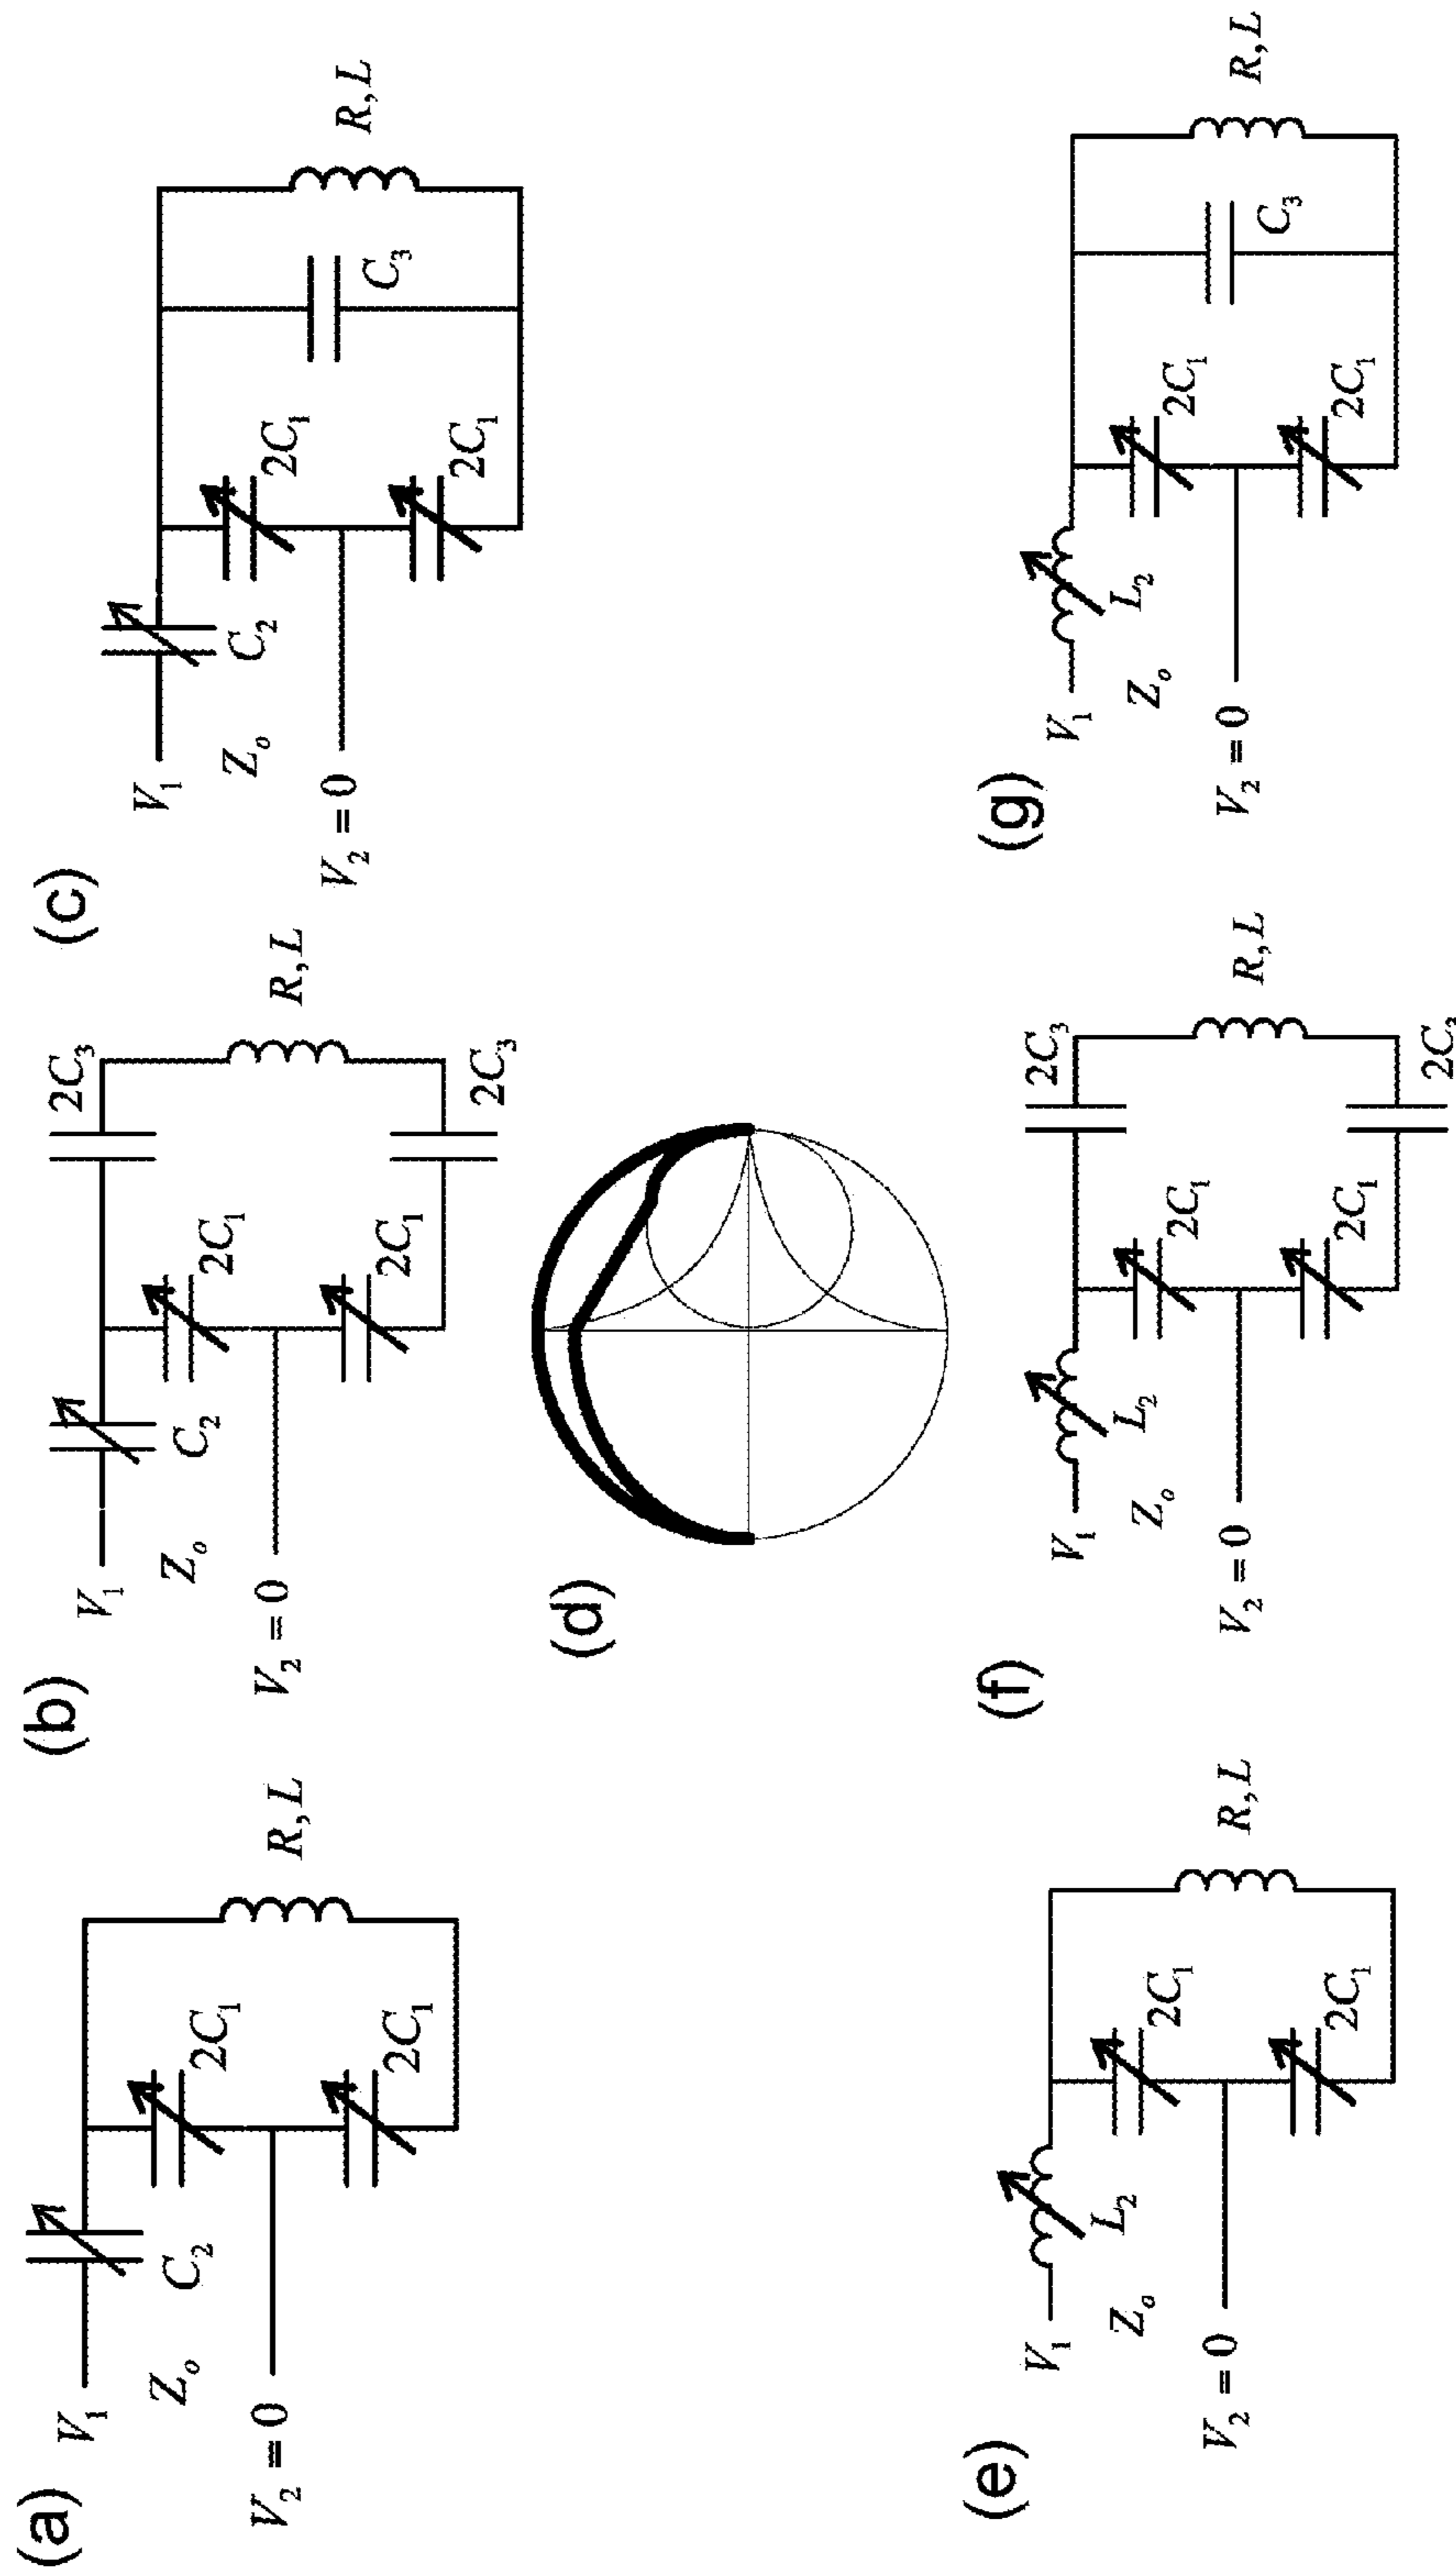 (a)
V₁
C₂
Zₒ
2C₁
2C₁
V₂ = 0
R, L
(b)
V₁
C₂
Zₒ
2C₁
2C₁
V₂ = 0
2C₃
2C₃
R, L
(c)
V₁
C₂
Zₒ
2C₁
2C₁
V₂ = 0
C₃
R, L
(d)
(e)
V₁
L₂
Zₒ
2C₁
2C₁
V₂ = 0
R, L
(f)
V₁
L₂
Zₒ
2C₁
2C₁
V₂ = 0
2C₃
2C₃
R, L
(g)
V₁
L₂
Zₒ
2C₁
2C₁
V₂ = 0
C₃
R, L